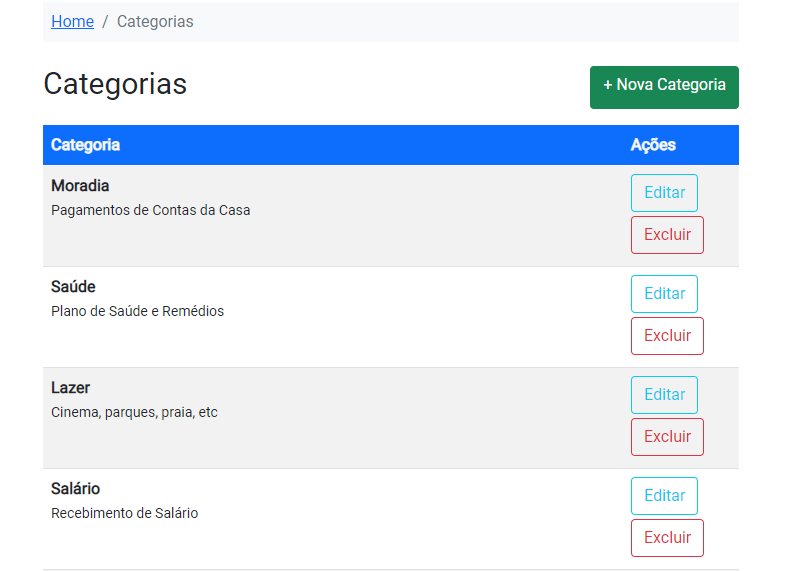 Home / Categorias
Categorias
+ Nova Categoria
Categoria Ações
Moradia
Pagamentos de Contas da Casa
Editar
Excluir
Saúde
Plano de Saúde e Remédios
Editar
Excluir
Lazer
Cinema, parques, praia, etc
Editar
Excluir
Salário
Recebimento de Salário
Editar
Excluir